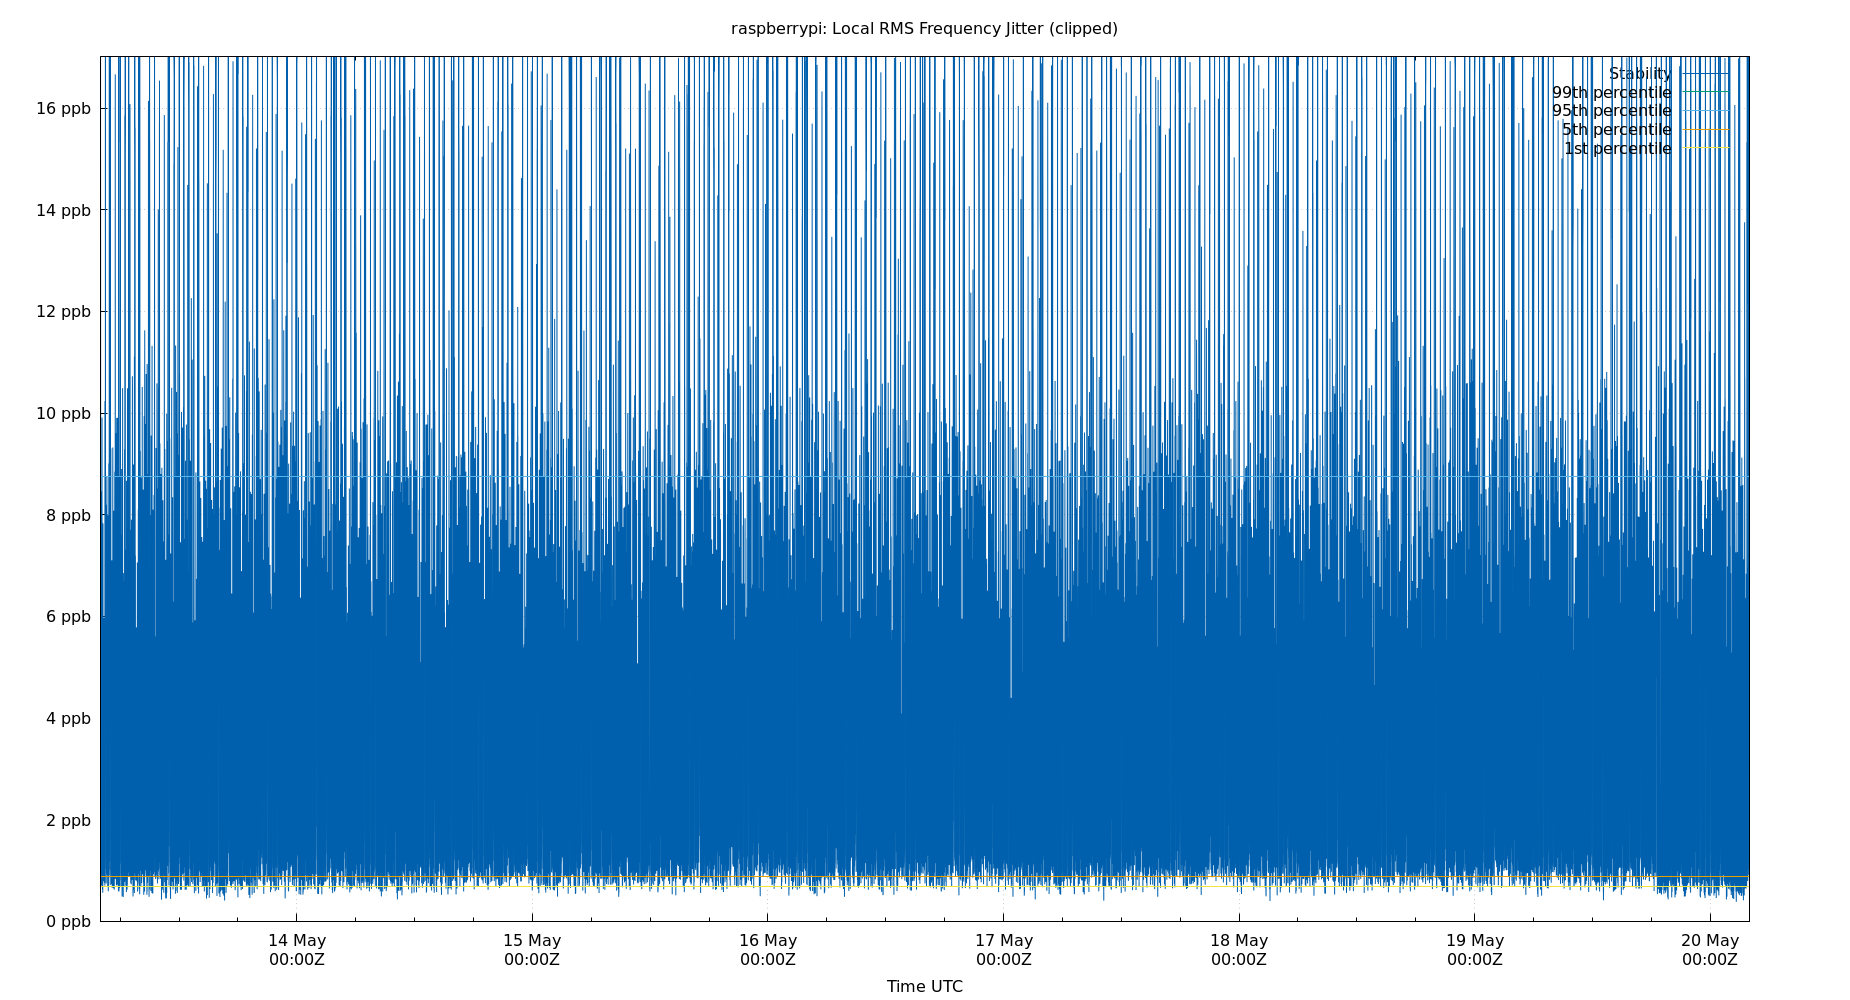 raspberrypi: Local RMS Frequency Jitter (clipped)
Stability
99th percentile
95th percentile
5th percentile
1st percentile
16 ppb
14 ppb
12 ppb
10 ppb
8 ppb
6 ppb
4 ppb
2 ppb
0 ppb
14 May
00:00Z
15 May
00:00Z
16 May
00:00Z
17 May
00:00Z
18 May
00:00Z
19 May
00:00Z
20 May
00:00Z
Time UTC